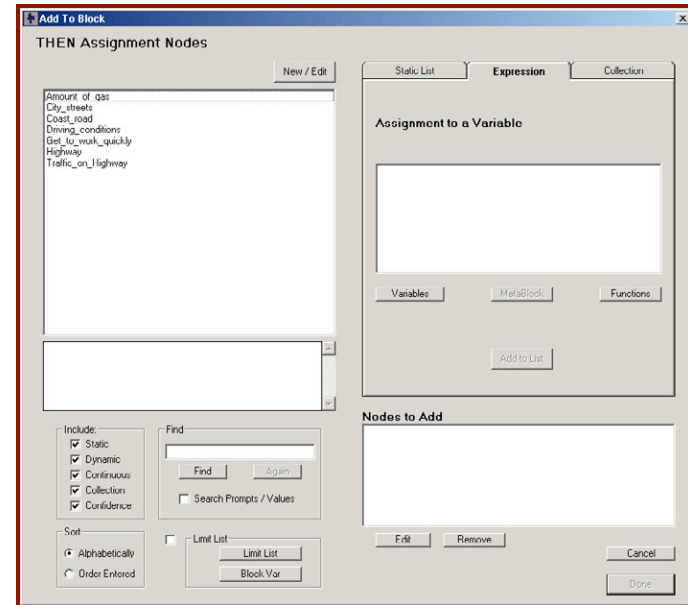 Add To Block
THEN Assignment Nodes
New / Edit
Amount_of_gas
City_streets
Coast_road
Driving_conditions
Get_to_work_quickly
Highway
Traffic_on_Highway
Include:
Static
Dynamic
Continuous
Collection
Confidence
Find
Find
Again
Search Prompts / Values
Sort
Alphabetically
Order Entered
Limit List
Limit List
Block Var
Static List
Expression
Collection
Assignment to a Variable
Variables
MetaBlock
Functions
Add to List
Nodes to Add
Edit
Remove
Cancel
Done